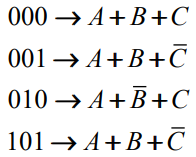 000 → A + B + C
001 → A + B + C̅
010 → A + B̅ + C
101 → A + B + C̅